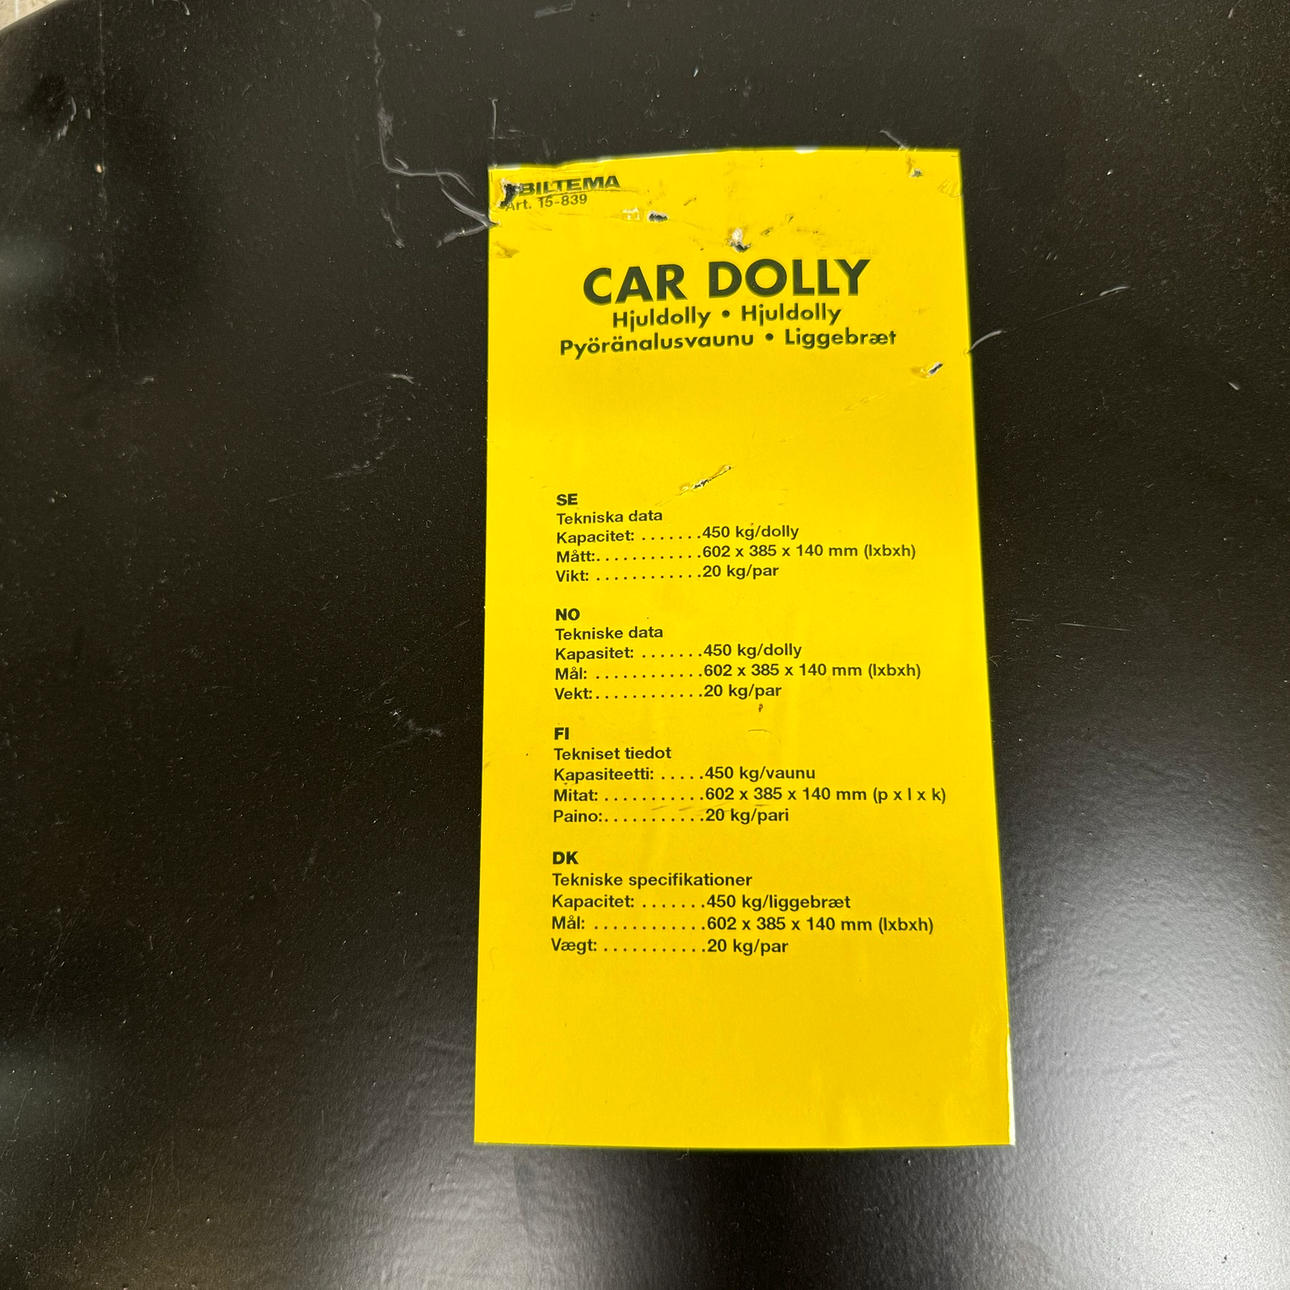 BILTEMA
Art. 15-839
CAR DOLLY
Hjuldolly • Hjuldolly
Pyöränalusvaunu • Liggebræt
SE
Tekniska data
Kapacitet: . . . . . . .450 kg/dolly
Mått:. . . . . . . . . . . .602 x 385 x 140 mm (lxbxh)
Vikt: . . . . . . . . . . . .20 kg/par
NO
Tekniske data
Kapasitet: . . . . . . .450 kg/dolly
Mål: . . . . . . . . . . . .602 x 385 x 140 mm (lxbxh)
Vekt:. . . . . . . . . . . .20 kg/par
FI
Tekniset tiedot
Kapasiteetti: . . . . .450 kg/vaunu
Mitat: . . . . . . . . . . .602 x 385 x 140 mm (p x l x k)
Paino:. . . . . . . . . . .20 kg/pari
DK
Tekniske specifikationer
Kapacitet: . . . . . . .450 kg/liggebræt
Mål: . . . . . . . . . . . .602 x 385 x 140 mm (lxbxh)
Vægt: . . . . . . . . . . .20 kg/par